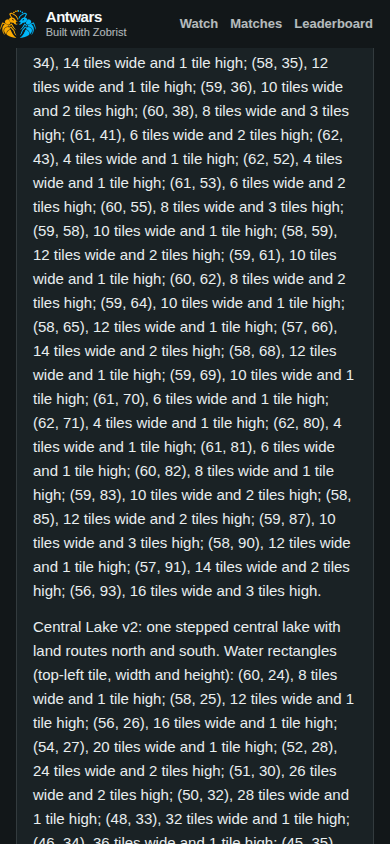 Antwars
Built with Zobrist
Watch Matches Leaderboard
34), 14 tiles wide and 1 tile high; (58, 35), 12
tiles wide and 1 tile high; (59, 36), 10 tiles wide
and 2 tiles high; (60, 38), 8 tiles wide and 3 tiles
high; (61, 41), 6 tiles wide and 2 tiles high; (62,
43), 4 tiles wide and 1 tile high; (62, 52), 4 tiles
wide and 1 tile high; (61, 53), 6 tiles wide and 2
tiles high; (60, 55), 8 tiles wide and 3 tiles high;
(59, 58), 10 tiles wide and 1 tile high; (58, 59),
12 tiles wide and 2 tiles high; (59, 61), 10 tiles
wide and 1 tile high; (60, 62), 8 tiles wide and 2
tiles high; (59, 64), 10 tiles wide and 1 tile high;
(58, 65), 12 tiles wide and 1 tile high; (57, 66),
14 tiles wide and 2 tiles high; (58, 68), 12 tiles
wide and 1 tile high; (59, 69), 10 tiles wide and 1
tile high; (61, 70), 6 tiles wide and 1 tile high;
(62, 71), 4 tiles wide and 1 tile high; (62, 80), 4
tiles wide and 1 tile high; (61, 81), 6 tiles wide
and 1 tile high; (60, 82), 8 tiles wide and 1 tile
high; (59, 83), 10 tiles wide and 2 tiles high; (58,
85), 12 tiles wide and 2 tiles high; (59, 87), 10
tiles wide and 3 tiles high; (58, 90), 12 tiles wide
and 1 tile high; (57, 91), 14 tiles wide and 2 tiles
high; (56, 93), 16 tiles wide and 3 tiles high.
Central Lake v2: one stepped central lake with
land routes north and south. Water rectangles
(top-left tile, width and height): (60, 24), 8 tiles
wide and 1 tile high; (58, 25), 12 tiles wide and 1
tile high; (56, 26), 16 tiles wide and 1 tile high;
(54, 27), 20 tiles wide and 1 tile high; (52, 28),
24 tiles wide and 2 tiles high; (51, 30), 26 tiles
wide and 2 tiles high; (50, 32), 28 tiles wide and
1 tile high; (48, 33), 32 tiles wide and 1 tile high;
(46, 34), 36 tiles wide and 1 tile high; (45, 35),